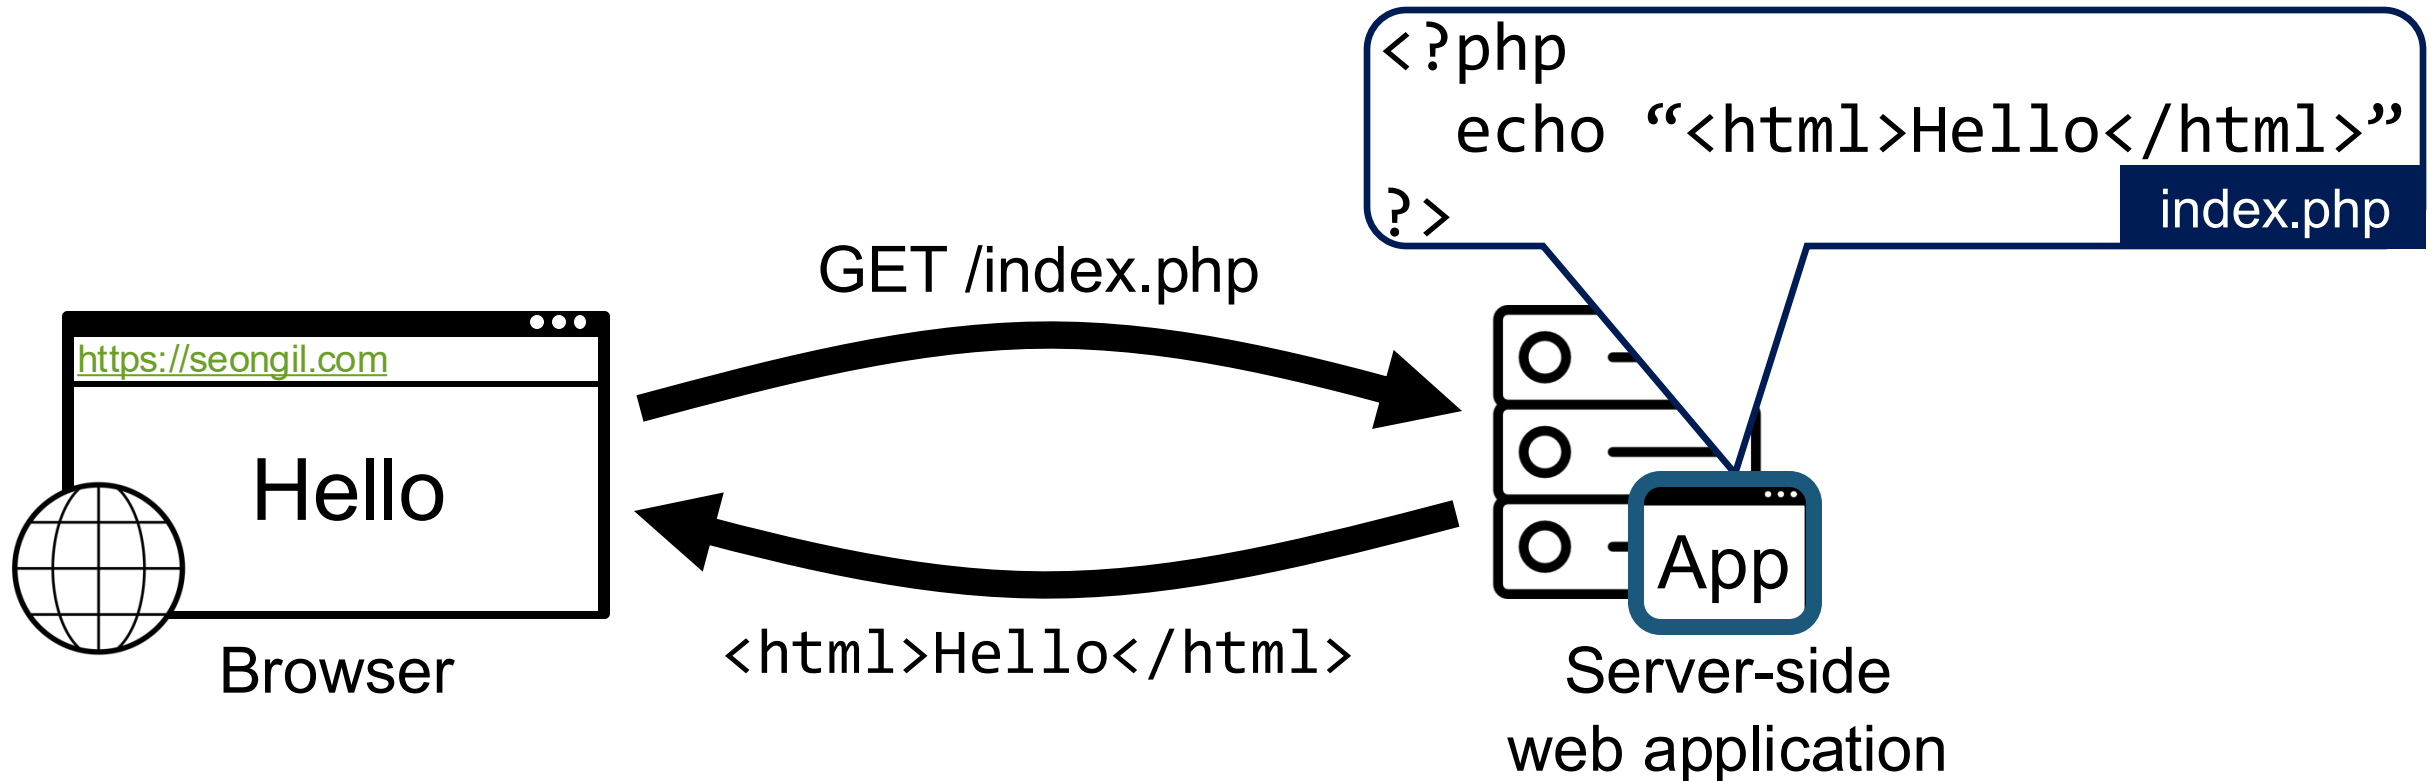 <?php
echo “<html>Hello</html>”
?>
index.php
GET /index.php
https://seongil.com
Hello
App
<html>Hello</html>
Browser
Server-side
web application